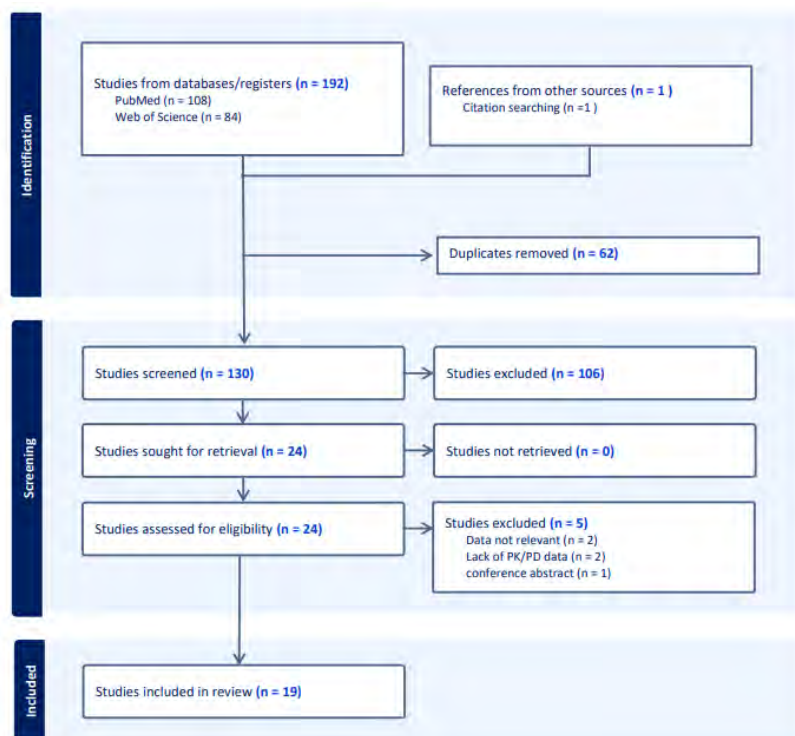 Identification
Studies from databases/registers (n = 192)
PubMed (n = 108)
Web of Science (n = 84)
References from other sources (n = 1 )
Citation searching (n =1 )
Duplicates removed (n = 62)
Screening
Studies screened (n = 130)
Studies excluded (n = 106)
Studies sought for retrieval (n = 24)
Studies not retrieved (n = 0)
Studies assessed for eligibility (n = 24)
Studies excluded (n = 5)
Data not relevant (n = 2)
Lack of PK/PD data (n = 2)
conference abstract (n = 1)
Included
Studies included in review (n = 19)